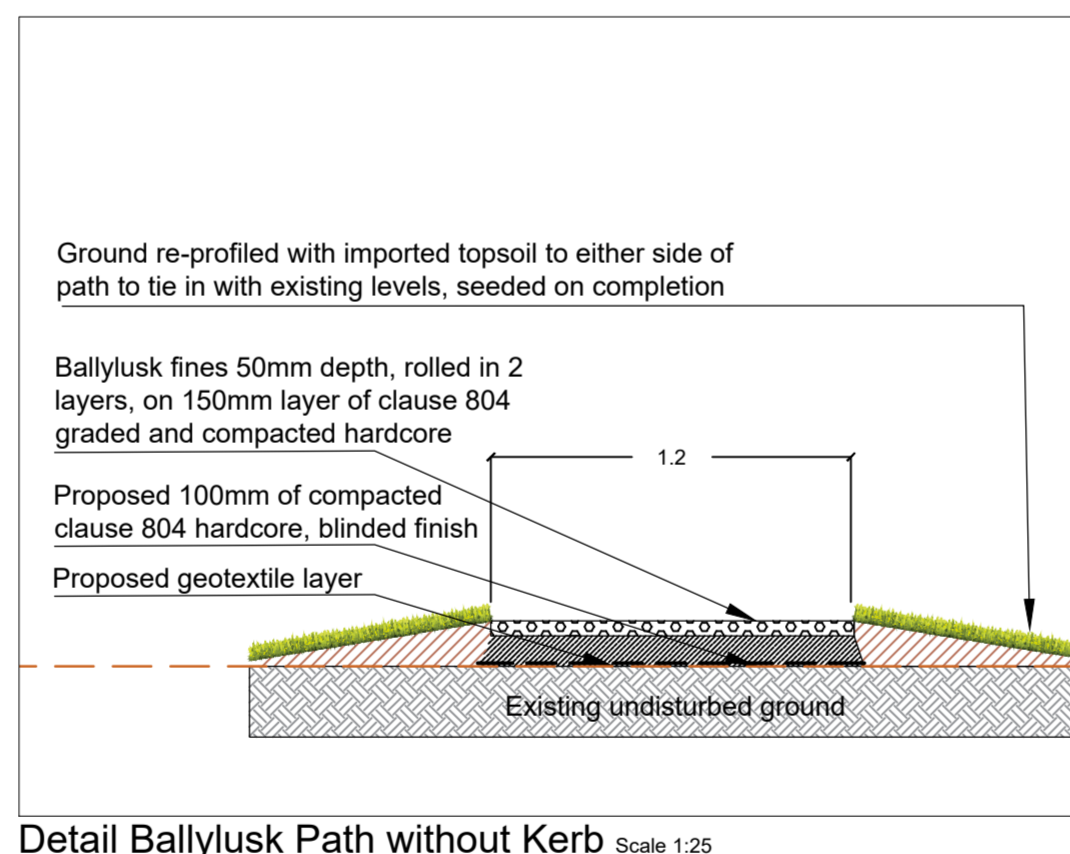 Ground re-profiled with imported topsoil to either side of
path to tie in with existing levels, seeded on completion
Ballylusk fines 50mm depth, rolled in 2
layers, on 150mm layer of clause 804
graded and compacted hardcore
1.2
Proposed 100mm of compacted
clause 804 hardcore, blinded finish
Proposed geotextile layer
Existing undisturbed ground
Detail Ballylusk Path without Kerb Scale 1:25